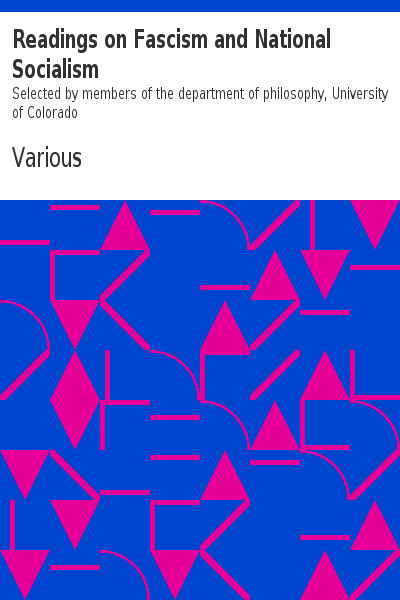 Readings on Fascism and National
Socialism
Selected by members of the department of philosophy, University
of Colorado
Various